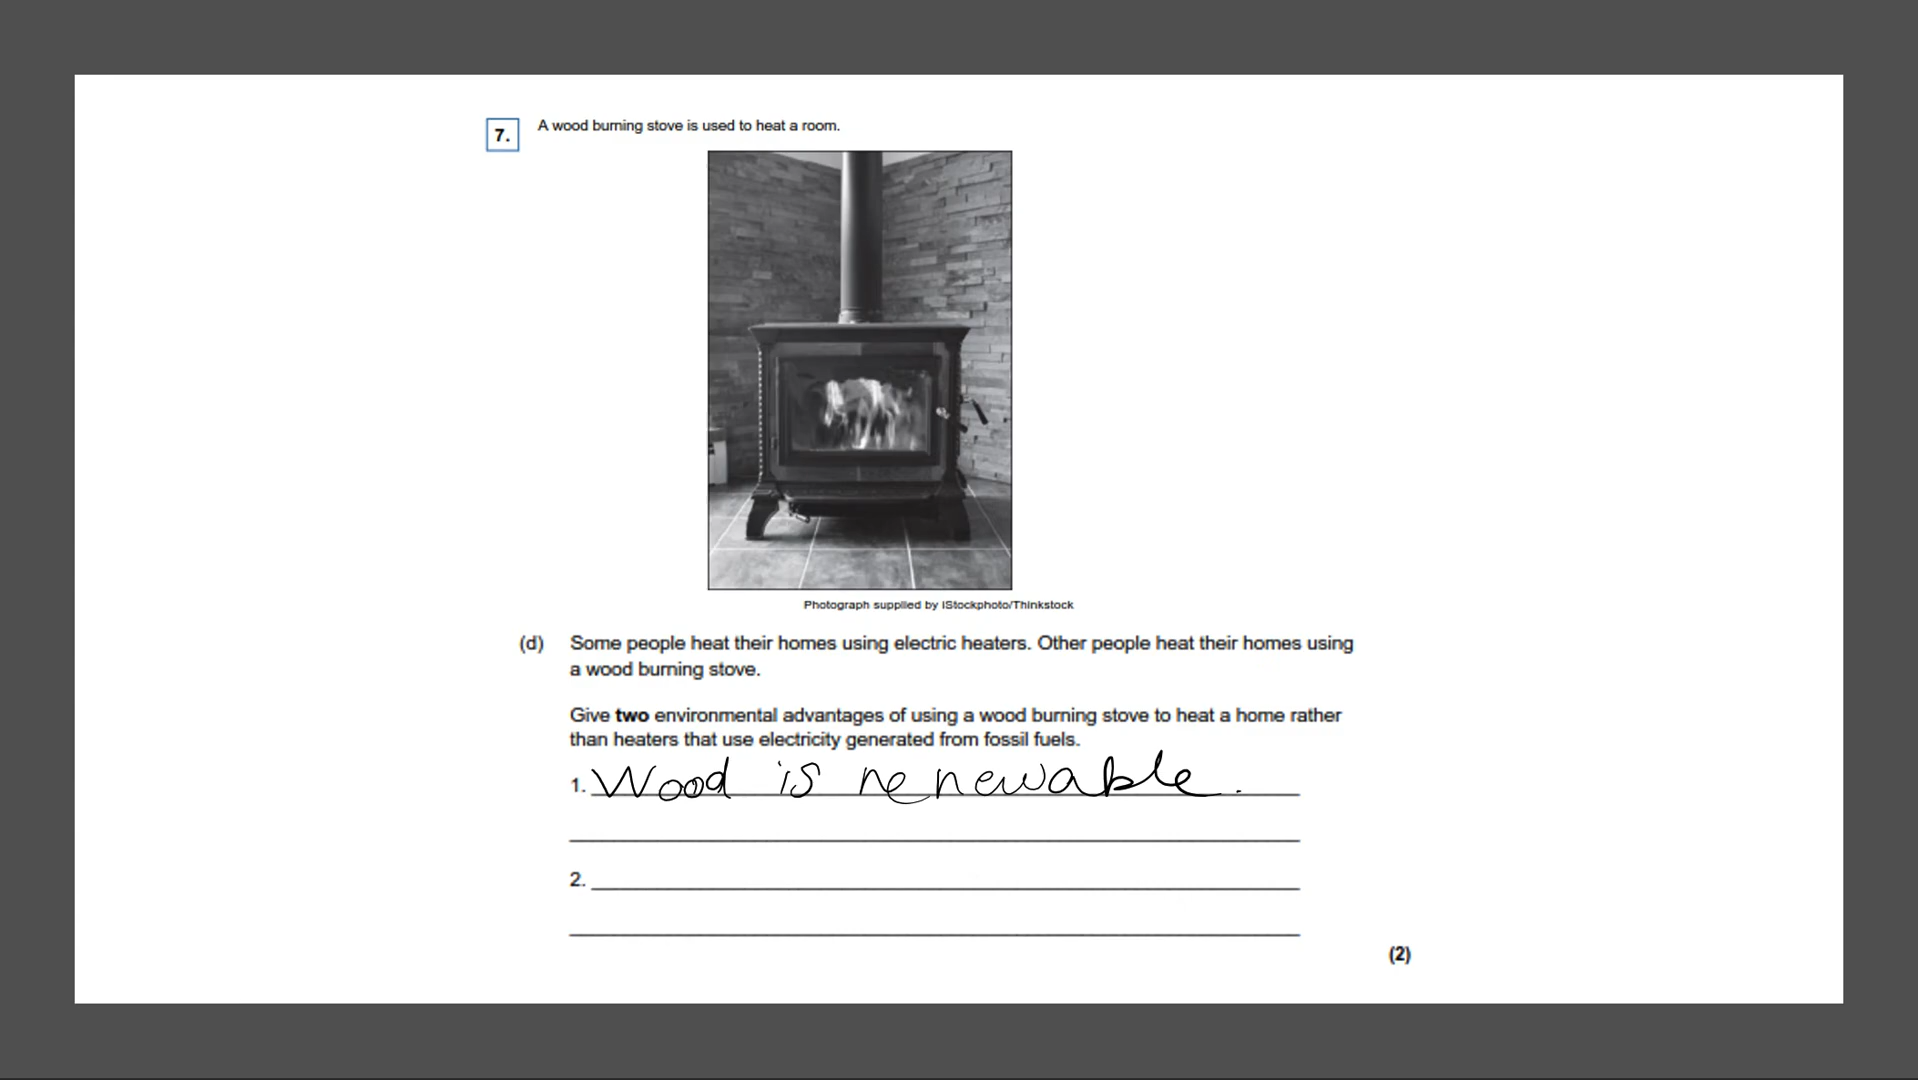 7.
A wood burning stove is used to heat a room.
Photograph supplied by iStockphoto/Thinkstock
(d) Some people heat their homes using electric heaters. Other people heat their homes using
a wood burning stove.
Give two environmental advantages of using a wood burning stove to heat a home rather
than heaters that use electricity generated from fossil fuels.
1. Wood is renewable.
2.
(2)